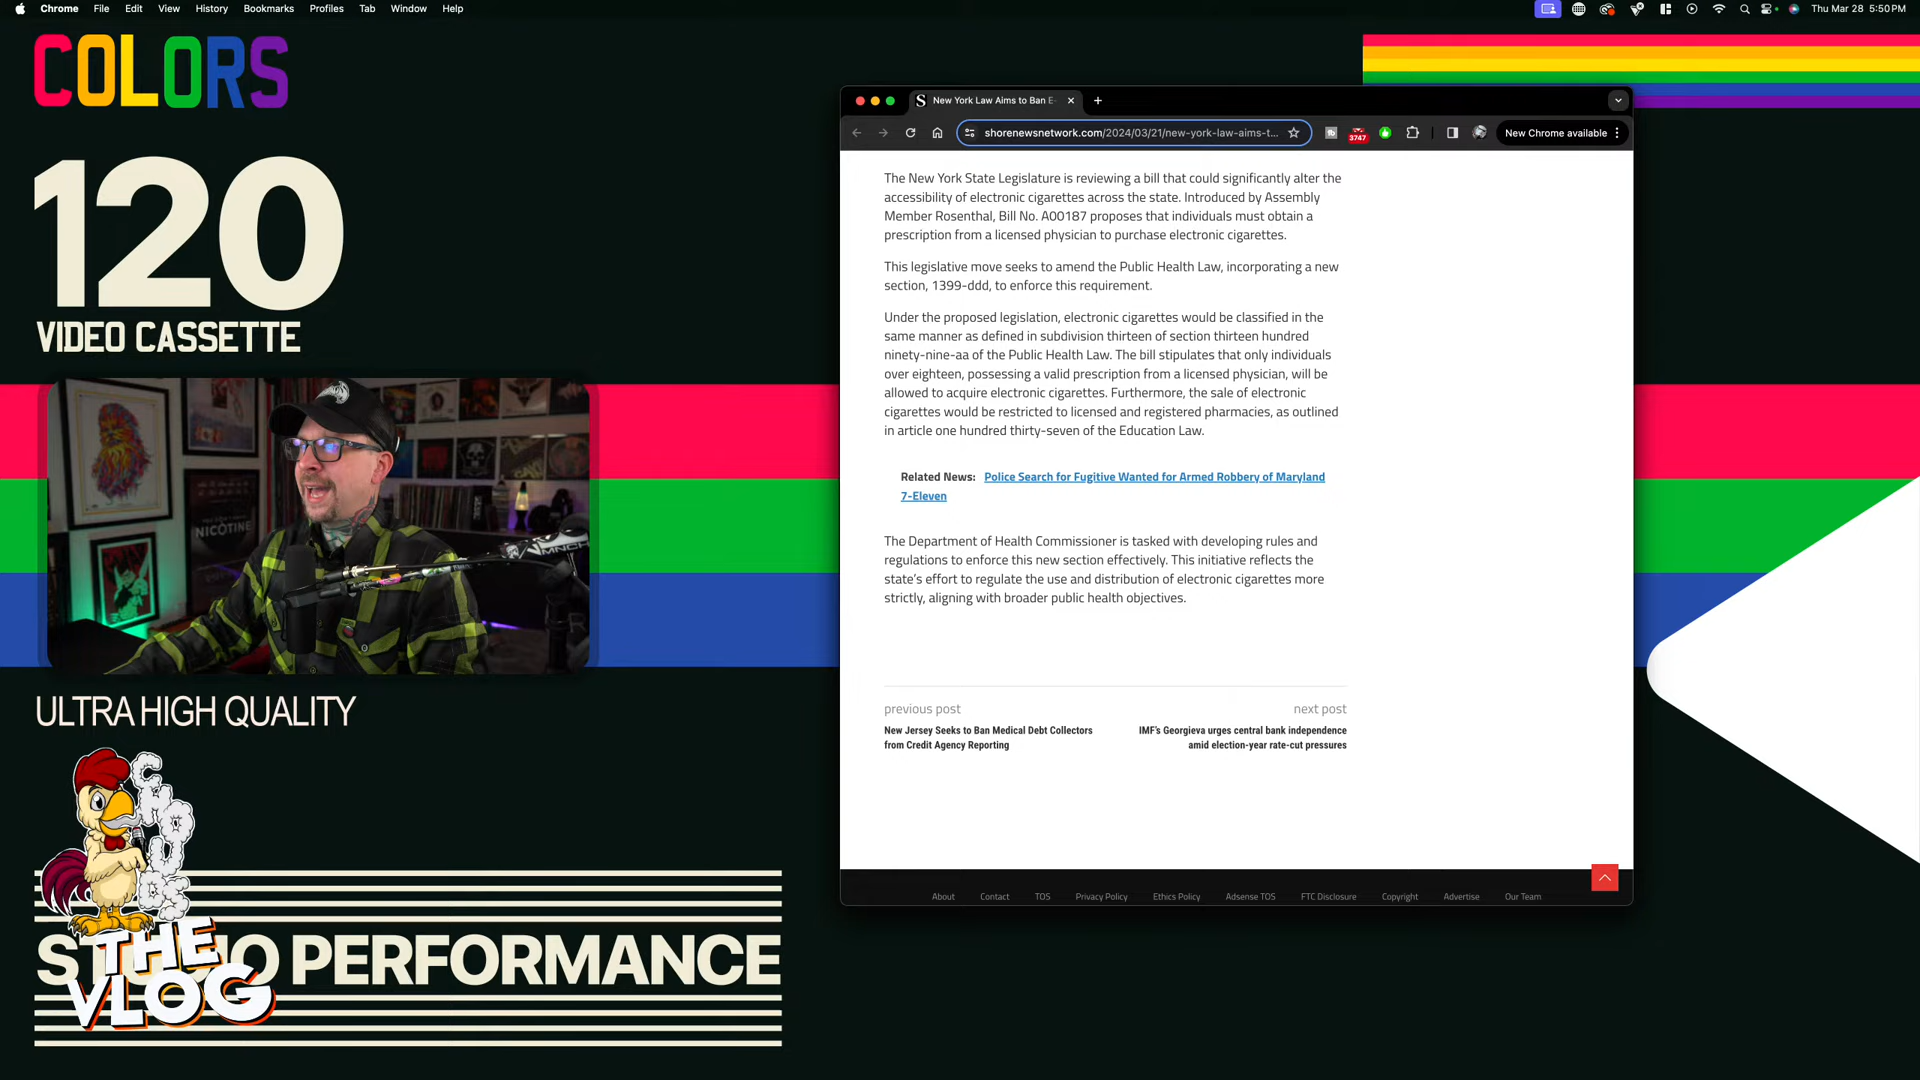 Chrome File Edit View History Bookmarks Profiles Tab Window Help
Thu Mar 28 5:50 PM
COLORS
120
VIDEO CASSETTE
NICOTINE
ULTRA HIGH QUALITY
CHOUDS
THE
VLOG
PERFORMANCE
New York Law Aims to Ban E-
shorenewsnetwork.com/2024/03/21/new-york-law-aims-t...
3747
New Chrome available
The New York State Legislature is reviewing a bill that could significantly alter the
accessibility of electronic cigarettes across the state. Introduced by Assembly
Member Rosenthal, Bill No. A00187 proposes that individuals must obtain a
prescription from a licensed physician to purchase electronic cigarettes.
This legislative move seeks to amend the Public Health Law, incorporating a new
section, 1399-ddd, to enforce this requirement.
Under the proposed legislation, electronic cigarettes would be classified in the
same manner as defined in subdivision thirteen of section thirteen hundred
ninety-nine-aa of the Public Health Law. The bill stipulates that only individuals
over eighteen, possessing a valid prescription from a licensed physician, will be
allowed to acquire electronic cigarettes. Furthermore, the sale of electronic
cigarettes would be restricted to licensed and registered pharmacies, as outlined
in article one hundred thirty-seven of the Education Law.
Related News: Police Search for Fugitive Wanted for Armed Robbery of Maryland
7-Eleven
The Department of Health Commissioner is tasked with developing rules and
regulations to enforce this new section effectively. This initiative reflects the
state's effort to regulate the use and distribution of electronic cigarettes more
strictly, aligning with broader public health objectives.
previous post
New Jersey Seeks to Ban Medical Debt Collectors
from Credit Agency Reporting
next post
IMF's Georgieva urges central bank independence
amid election-year rate-cut pressures
About Contact TOS Privacy Policy Ethics Policy Adsense TOS FTC Disclosure Copyright Advertise Our Team